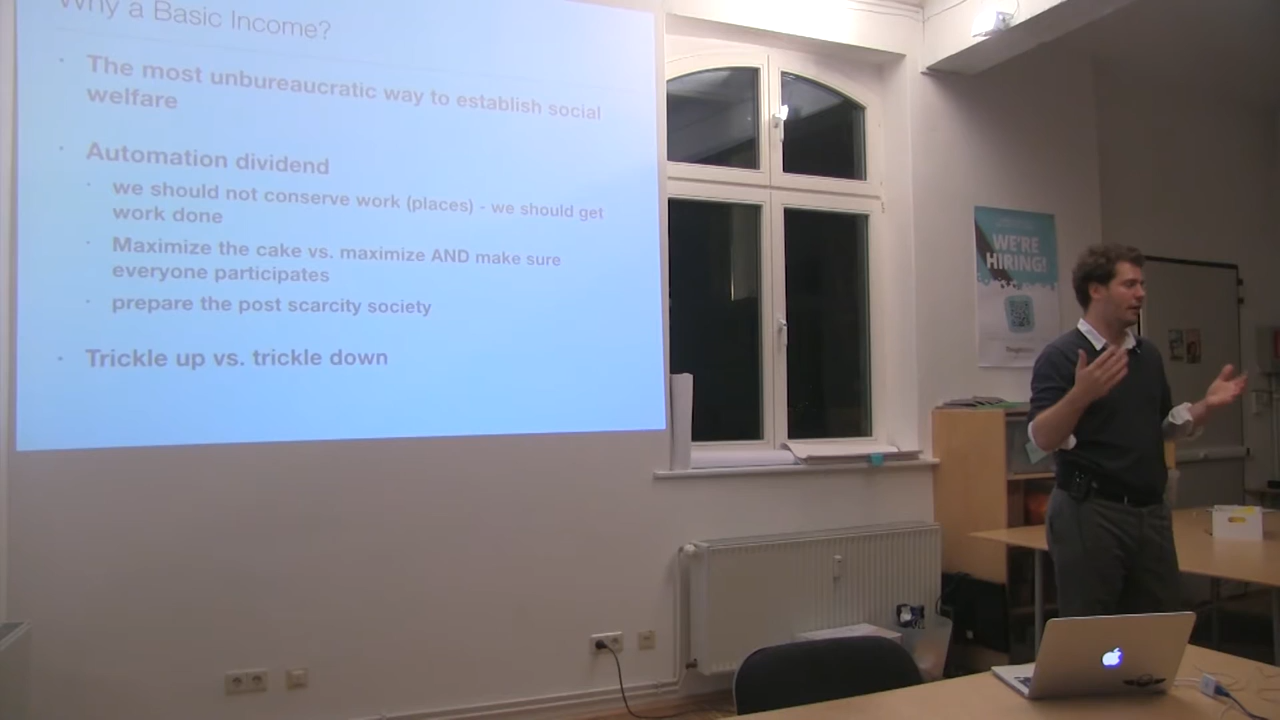 Why a Basic Income?
The most unbureaucratic way to establish social
welfare
Automation dividend
we should not conserve work (places) - we should get
work done
Maximize the cake vs. maximize AND make sure
everyone participates
prepare the post scarcity society
Trickle up vs. trickle down
WE'RE
HIRING!